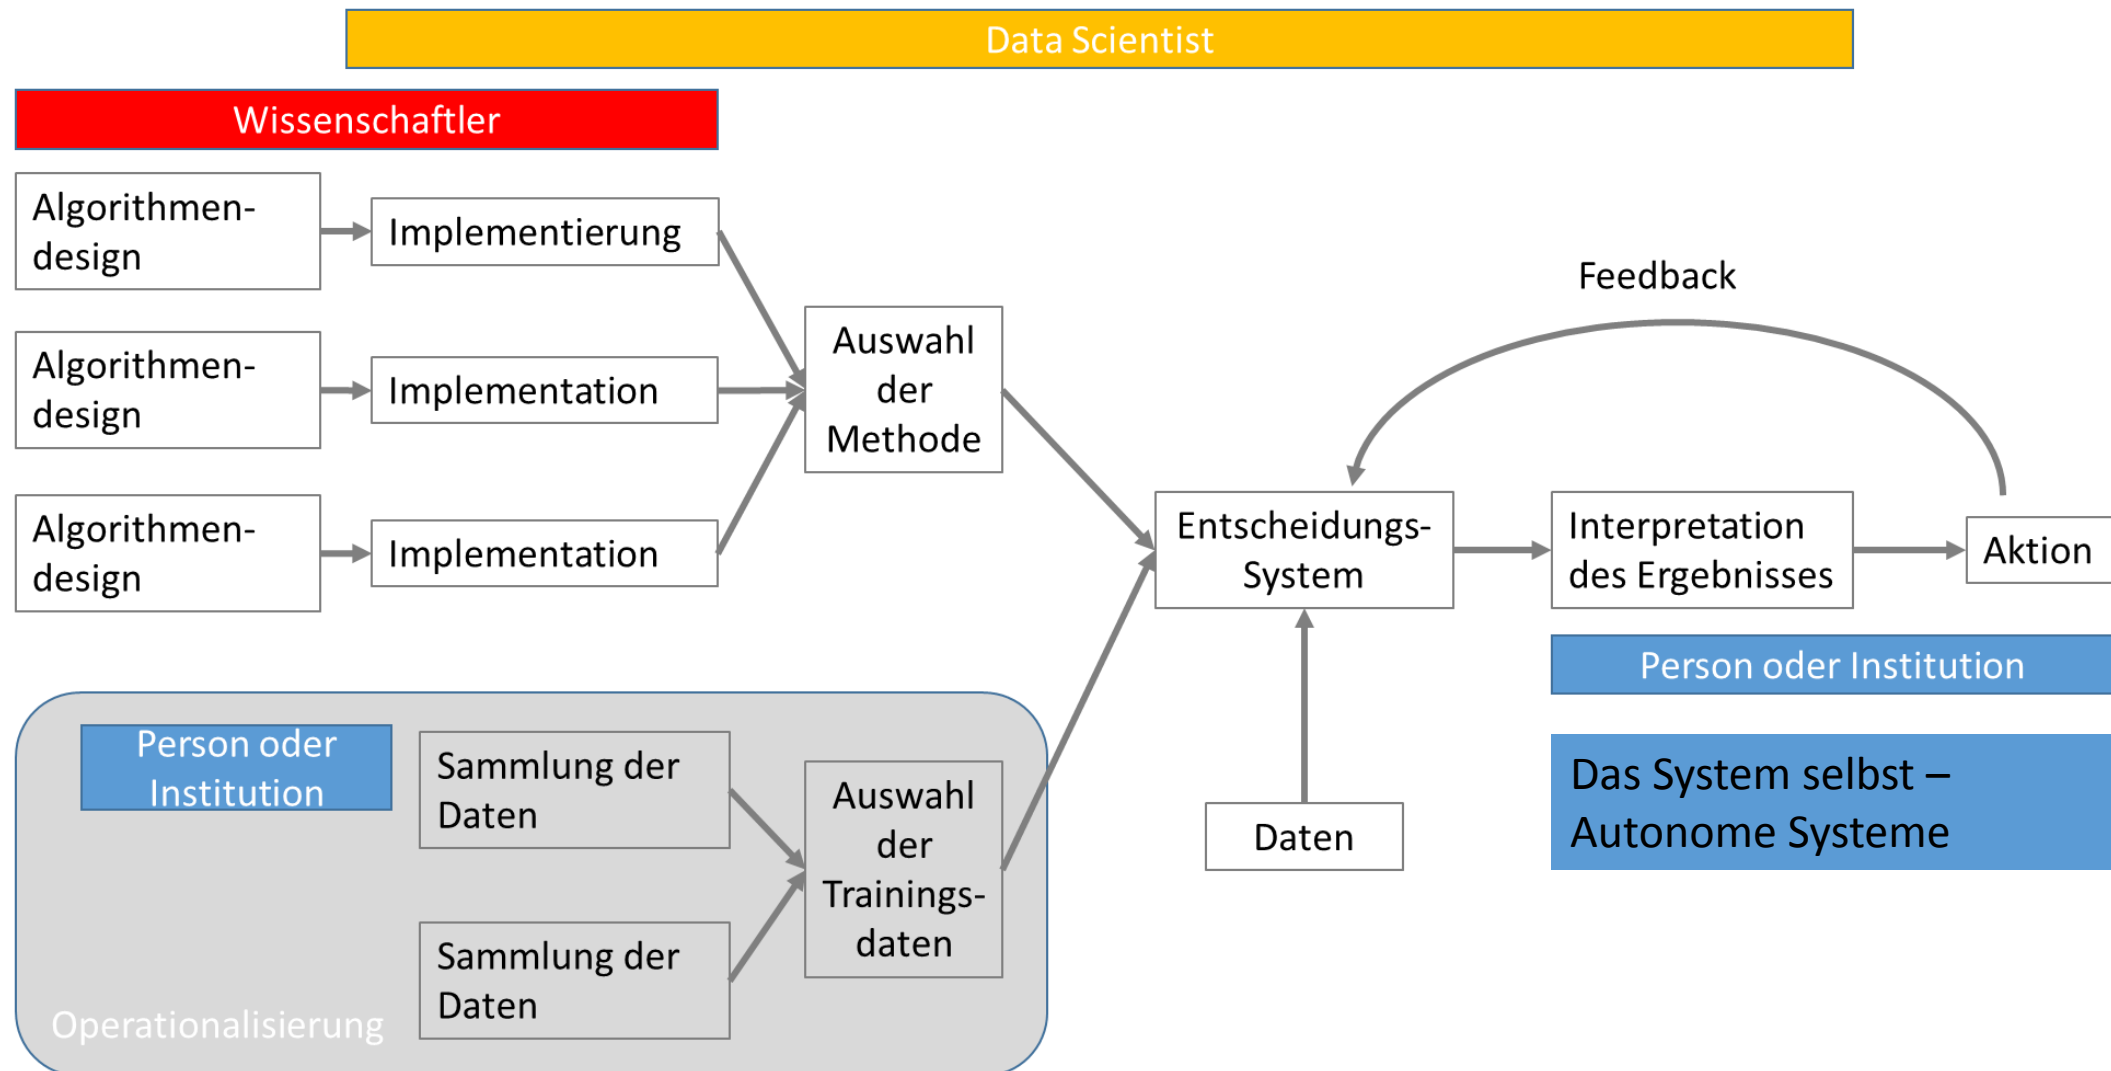 Data Scientist
Wissenschaftler
Algorithmen-
design
Implementierung
Algorithmen-
design
Implementation
Algorithmen-
design
Implementation
Auswahl
der
Methode
Feedback
Entscheidungs-
System
Interpretation
des Ergebnisses
Aktion
Person oder Institution
Das System selbst –
Autonome Systeme
Daten
Person oder
Institution
Sammlung der
Daten
Sammlung der
Daten
Auswahl
der
Trainings-
daten
Operationalisierung